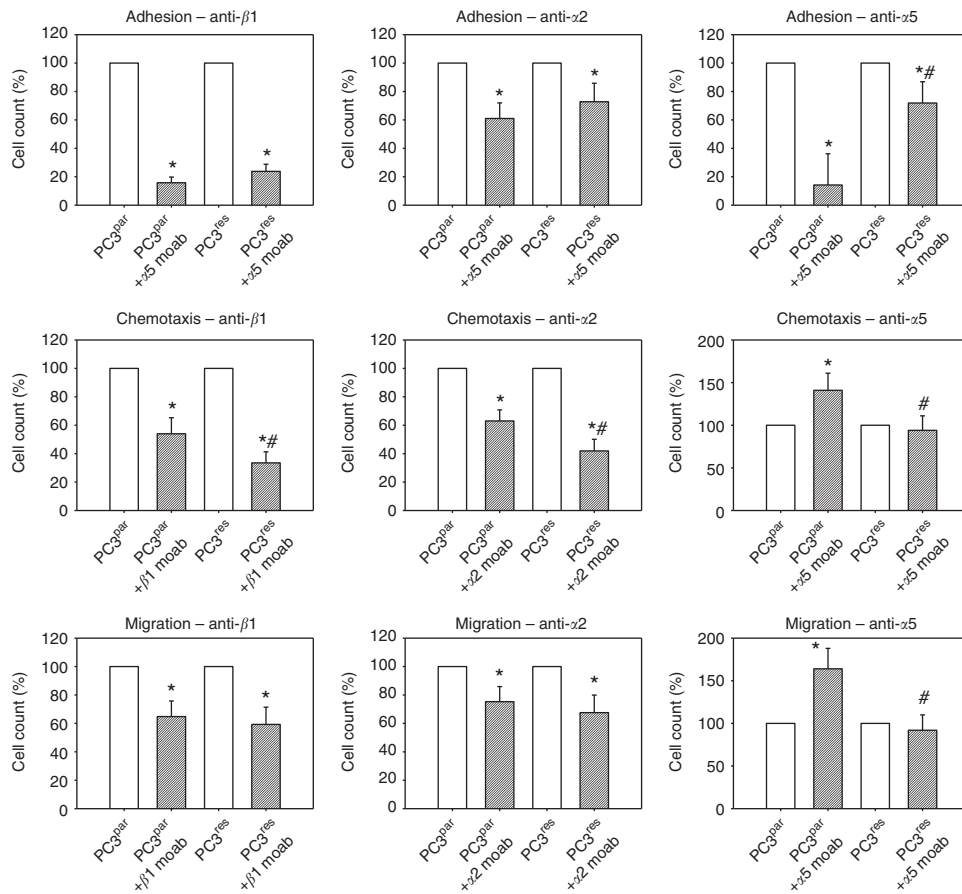 Adhesion – anti-β1
Adhesion – anti-α2
Adhesion – anti-α5
Cell count (%)
120
100
80
60
40
20
0
*
*
PC3par
PC3par
+α5 moab
PC3res
PC3res
+α5 moab
Cell count (%)
120
100
80
60
40
20
0
*
*
PC3par
PC3par
+α5 moab
PC3res
PC3res
+α5 moab
Cell count (%)
120
100
80
60
40
20
0
*
*#
PC3par
PC3par
+α5 moab
PC3res
PC3res
+α5 moab
Chemotaxis – anti-β1
Chemotaxis – anti-α2
Chemotaxis – anti-α5
Cell count (%)
120
100
80
60
40
20
0
*
*#
PC3par
PC3par
+β1 moab
PC3res
PC3res
+β1 moab
Cell count (%)
120
100
80
60
40
20
0
*
*#
PC3par
PC3par
+α2 moab
PC3res
PC3res
+α2 moab
Cell count (%)
200
150
100
50
0
*
#
PC3par
PC3par
+α5 moab
PC3res
PC3res
+α5 moab
Migration – anti-β1
Migration – anti-α2
Migration – anti-α5
Cell count (%)
120
100
80
60
40
20
0
*
*
PC3par
PC3par
+β1 moab
PC3res
PC3res
+β1 moab
Cell count (%)
120
100
80
60
40
20
0
*
*
PC3par
PC3par
+α2 moab
PC3res
PC3res
+α2 moab
Cell count (%)
200
150
100
50
0
*
#
PC3par
PC3par
+α5 moab
PC3res
PC3res
+α5 moab